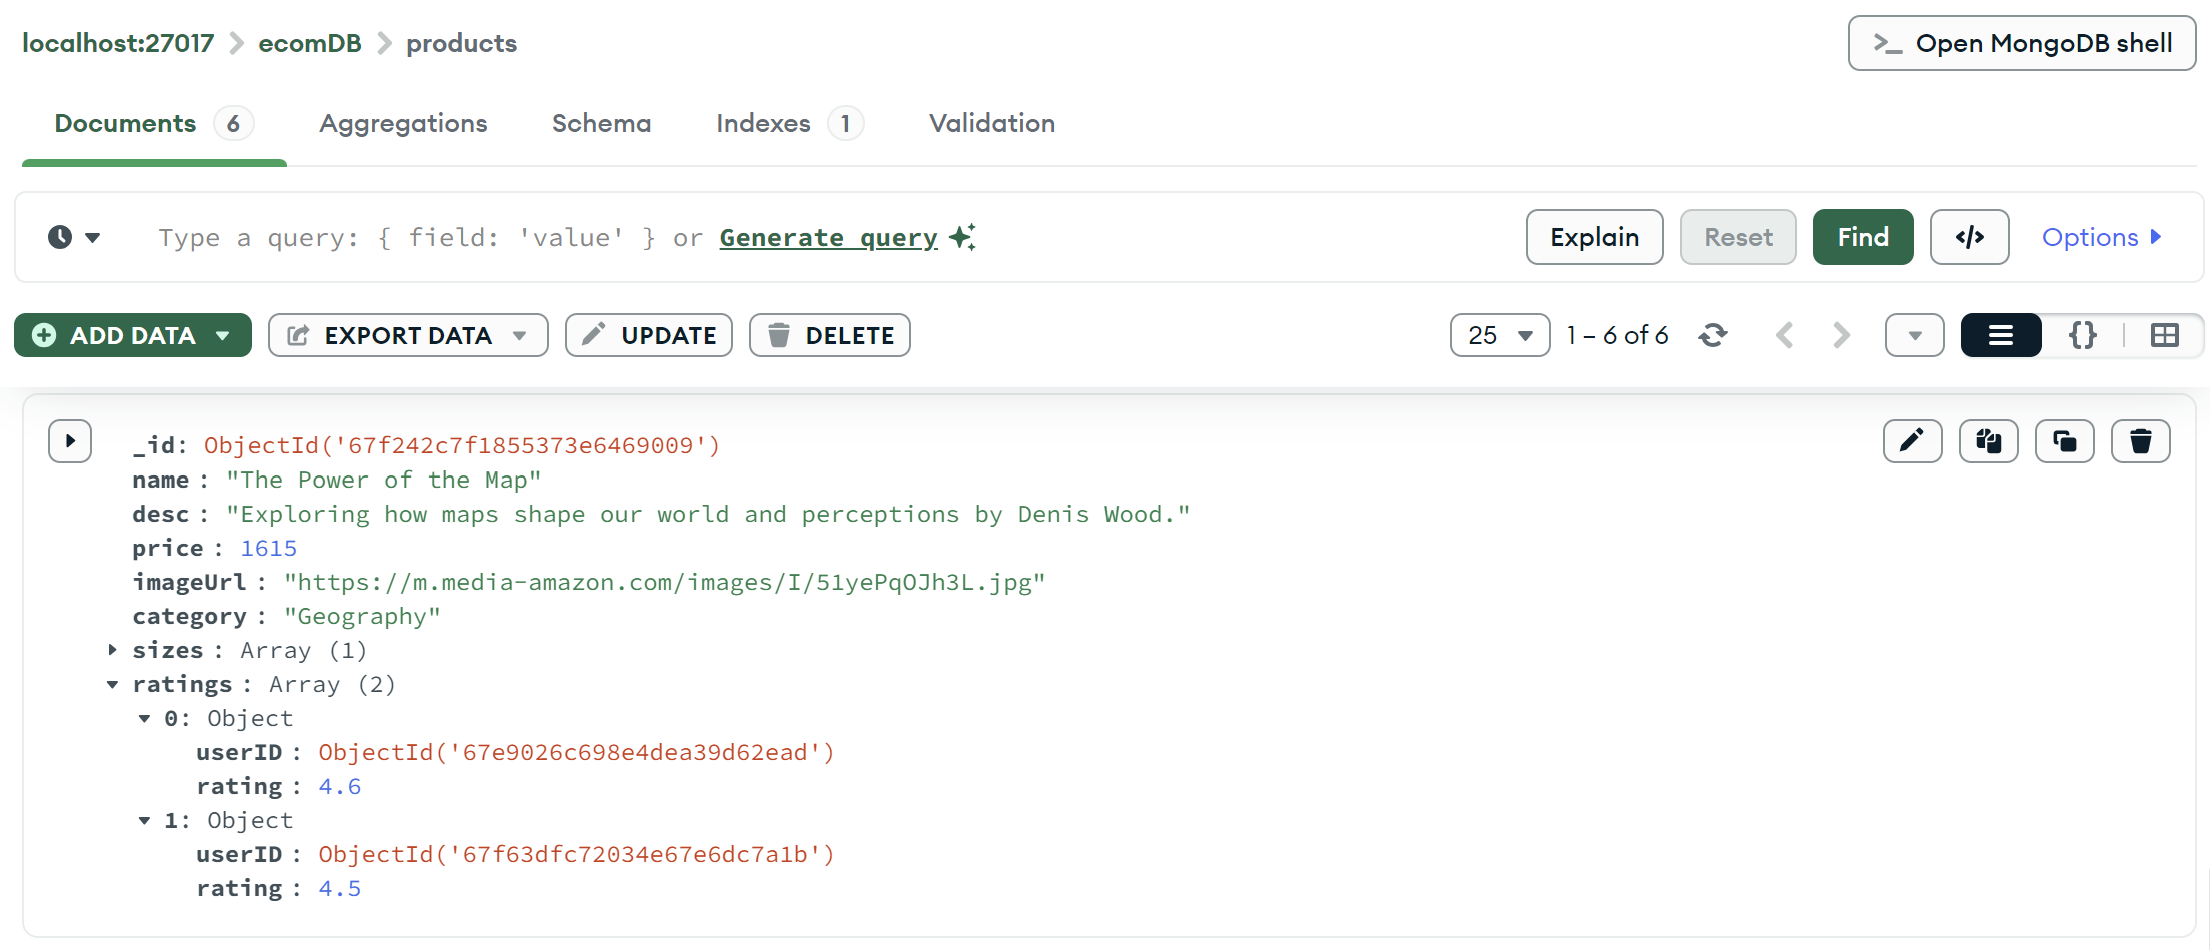 localhost:27017 > ecomDB > products
>_ Open MongoDB shell
Documents 6 Aggregations Schema Indexes 1 Validation
Type a query: { field: 'value' } or Generate query
Explain Reset Find </> Options
ADD DATA EXPORT DATA UPDATE DELETE 25 1 – 6 of 6 {}
_id: ObjectId('67f242c7f1855373e6469009')
name : "The Power of the Map"
desc : "Exploring how maps shape our world and perceptions by Denis Wood."
price : 1615
imageUrl : "https://m.media-amazon.com/images/I/51yePqOJh3L.jpg"
category : "Geography"
sizes : Array (1)
ratings : Array (2)
0: Object
userID : ObjectId('67e9026c698e4dea39d62ead')
rating : 4.6
1: Object
userID : ObjectId('67f63dfc72034e67e6dc7a1b')
rating : 4.5